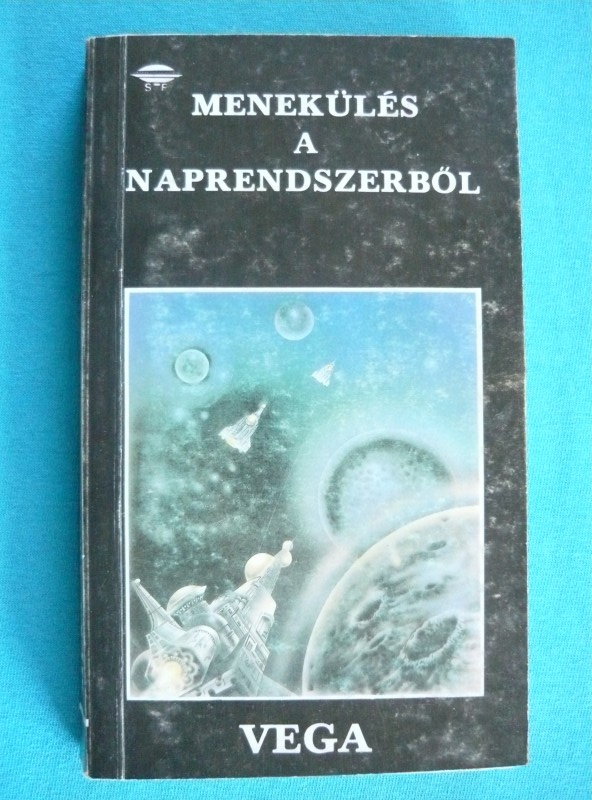 S-F
MENEKÜLÉS
A
NAPRENDSZERBŐL
VEGA